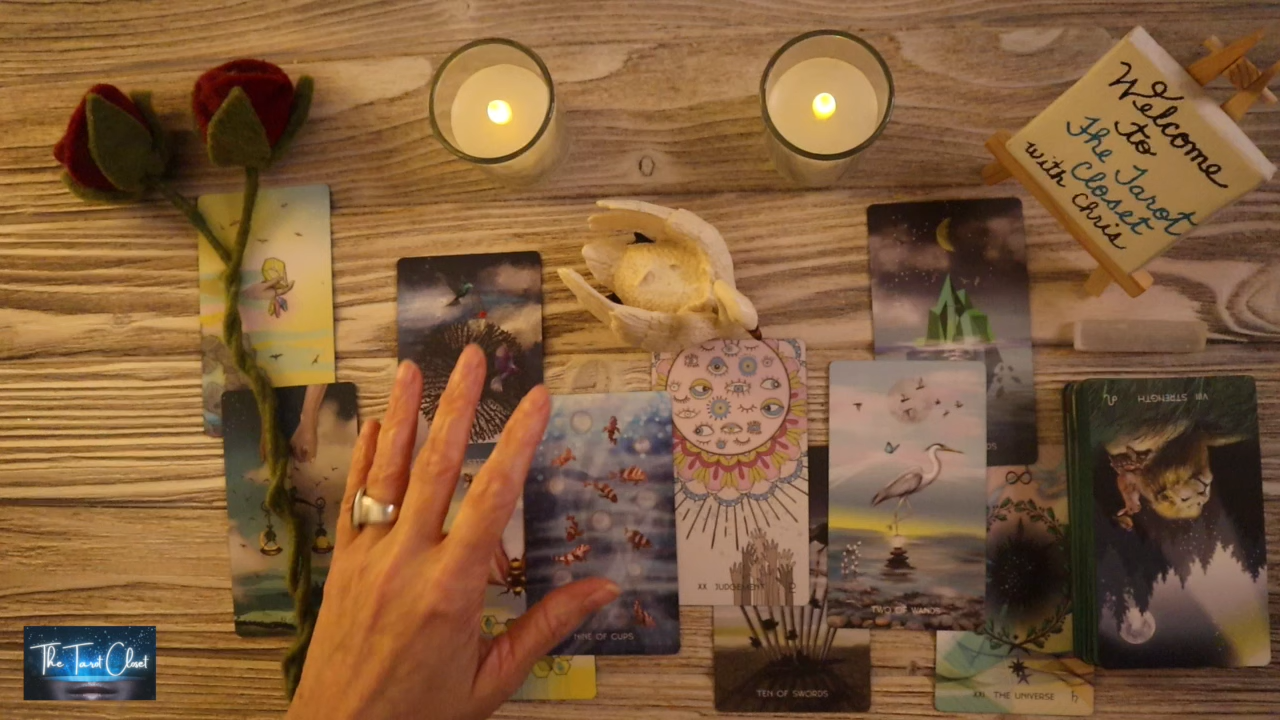 Welcome
to
The Tarot
Closet
with Chris
VIII STRENGTH
NINE OF CUPS
XX JUDGEMENT
TWO OF WANDS
TEN OF SWORDS
XXI THE UNIVERSE
The Tarot Closet